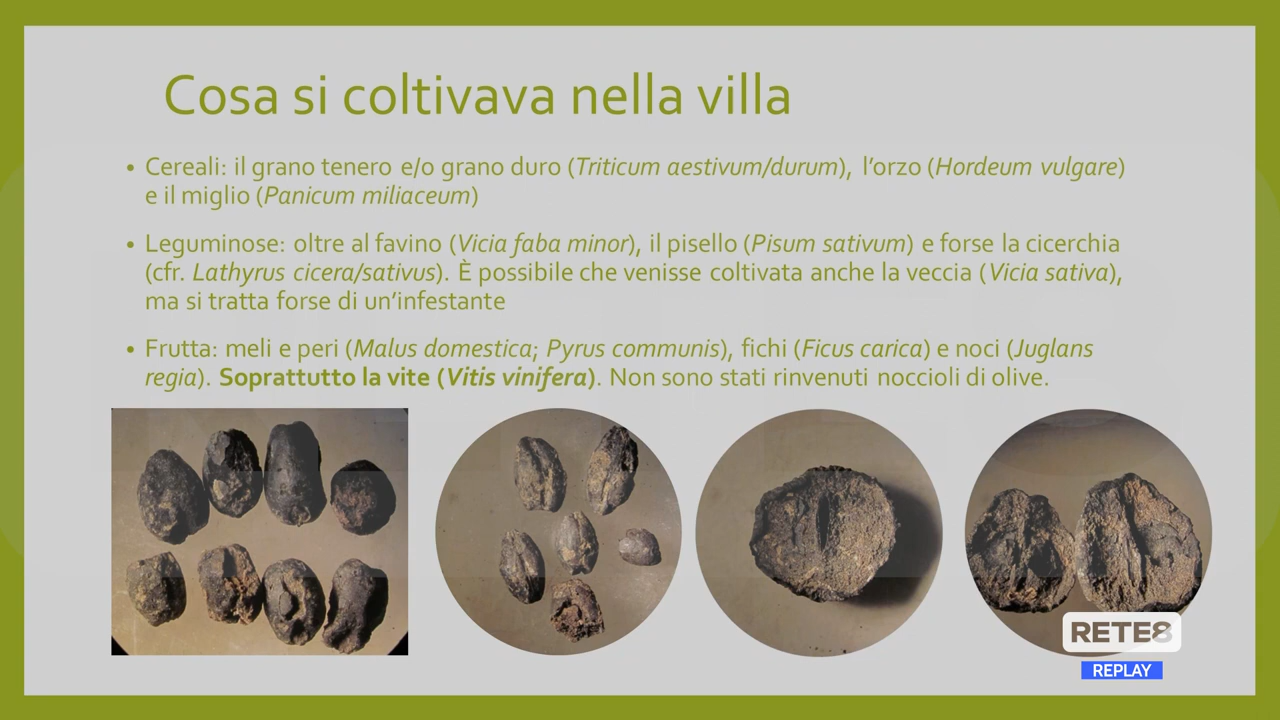 Cosa si coltivava nella villa
• Cereali: il grano tenero e/o grano duro (Triticum aestivum/durum), l’orzo (Hordeum vulgare)
e il miglio (Panicum miliaceum)
• Leguminose: oltre al favino (Vicia faba minor), il pisello (Pisum sativum) e forse la cicerchia
(cfr. Lathyrus cicera/sativus). È possibile che venisse coltivata anche la veccia (Vicia sativa),
ma si tratta forse di un’infestante
• Frutta: meli e peri (Malus domestica; Pyrus communis), fichi (Ficus carica) e noci (Juglans
regia). Soprattutto la vite (Vitis vinifera). Non sono stati rinvenuti noccioli di olive.
RETE8
REPLAY